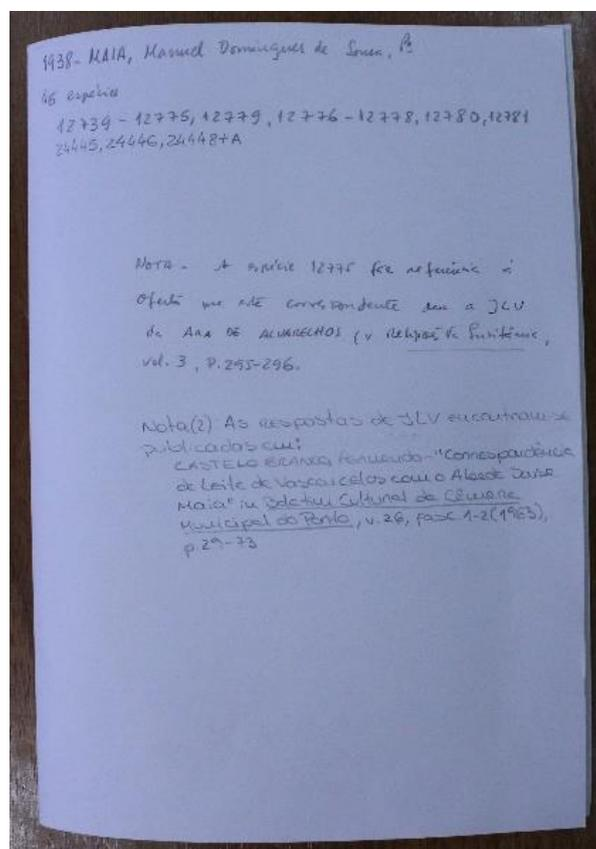 1938 - MAIA, Manuel Domingues de Sousa, Pe
46 espécies
12739 - 12775, 12779, 12776 - 12778, 12780, 12781
24445, 24446, 24448+A
NOTA - A espécie 12775 faz referência à
oferta que este correspondente deu a JLV
da ARA DE ALVARELHOS (v Religiões da Lusitânia,
vol. 3, P. 295-296.
Nota(2) As respostas de JLV encontram-se
publicadas em:
CASTELO BRANCO, Fernando - "Correspondência
de Leite de Vasconcelos com o Abade Sousa
Maia" in Boletim Cultural da Câmara
Municipal do Porto, v. 26, fasc. 1-2 (1963),
p. 29-73